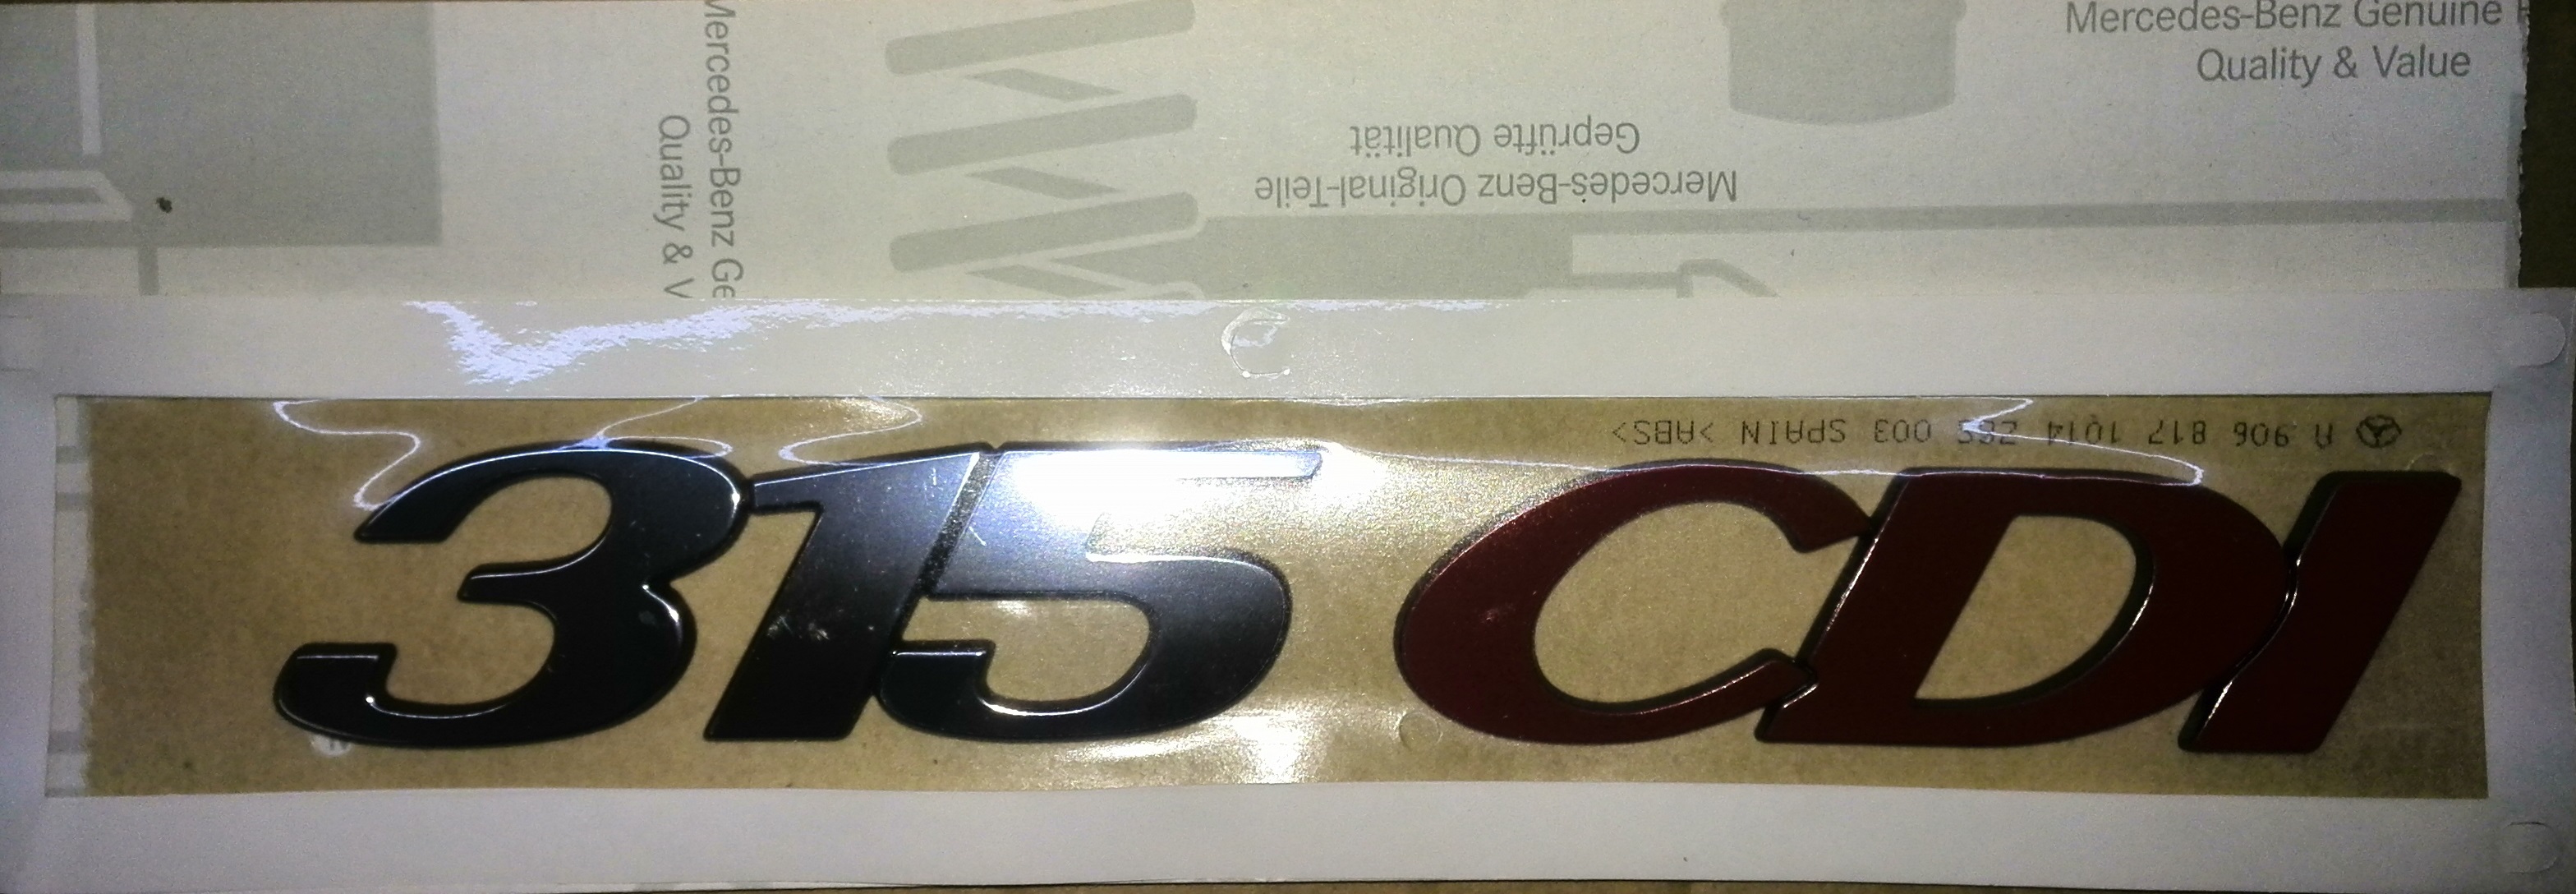 Mercedes-Benz Genuine
Quality & Value
Mercedes-Benz Ge
Quality & V
Mercedes-Benz Original-Teile
Geprüfte Qualität
A 906 817 1014 ZGS 003 SPAIN >ABS<
315 CDI